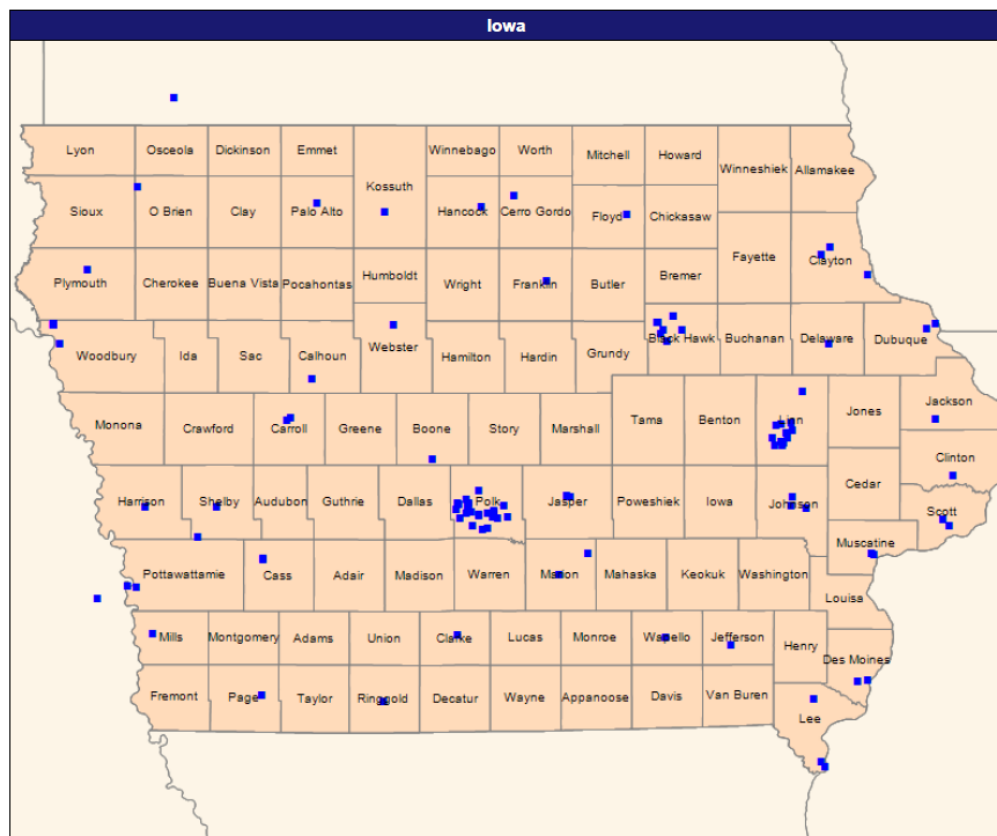 Iowa
Lyon Osceola Dickinson Emmet Winnebago Worth Mitchell Howard
Winneshiek Allamakee
Kossuth
Sioux O Brien Clay Palo Alto Hancock Cerro Gordo Floyd Chickasaw
Fayette Clayton
Plymouth Cherokee Buena Vista Pocahontas Humboldt Wright Franklin Butler Bremer
Woodbury Ida Sac Calhoun Webster Hamilton Hardin Grundy Black Hawk Buchanan Delaware Dubuque
Monona Crawford Carroll Greene Boone Story Marshall Tama Benton Linn Jones Jackson
Clinton
Harrison Shelby Audubon Guthrie Dallas Polk Jasper Poweshiek Iowa Johnson Cedar Scott
Muscatine
Pottawattamie Cass Adair Madison Warren Marion Mahaska Keokuk Washington
Louisa
Mills Montgomery Adams Union Clarke Lucas Monroe Wapello Jefferson Henry
Des Moines
Fremont Page Taylor Ringgold Decatur Wayne Appanoose Davis Van Buren
Lee